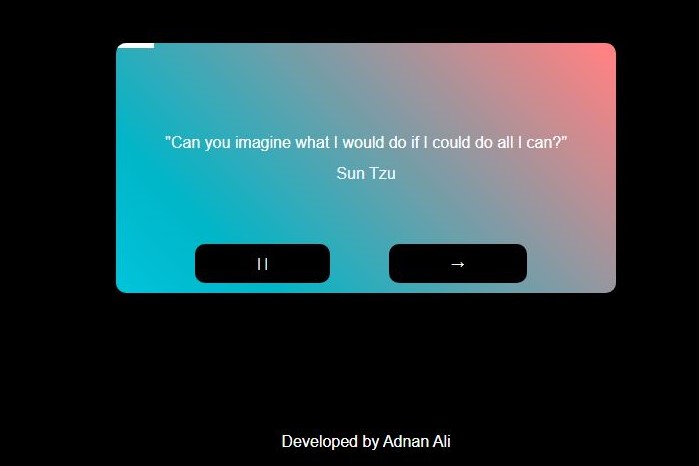 "Can you imagine what I would do if I could do all I can?"
Sun Tzu
| | →
Developed by Adnan Ali